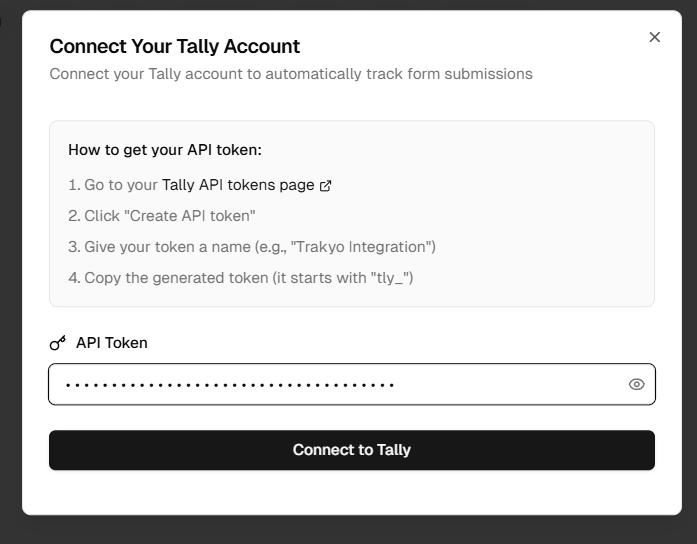 Connect Your Tally Account
Connect your Tally account to automatically track form submissions
How to get your API token:
1. Go to your Tally API tokens page
2. Click "Create API token"
3. Give your token a name (e.g., "Trakyo Integration")
4. Copy the generated token (it starts with "tly_")
API Token
••••••••••••••••••••••••••••••••••••
Connect to Tally